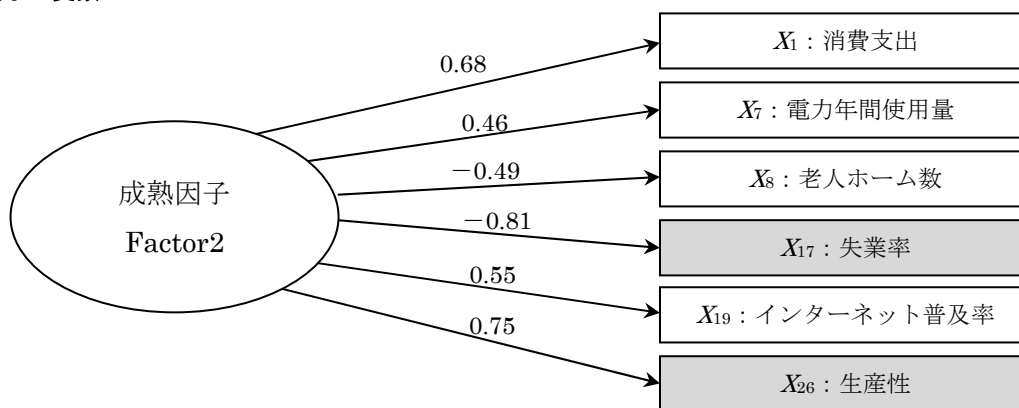 0.68
X1：消費支出
0.46
X7：電力年間使用量
成熟因子
Factor2
－0.49
X8：老人ホーム数
－0.81
X17：失業率
0.55
X19：インターネット普及率
0.75
X26：生産性